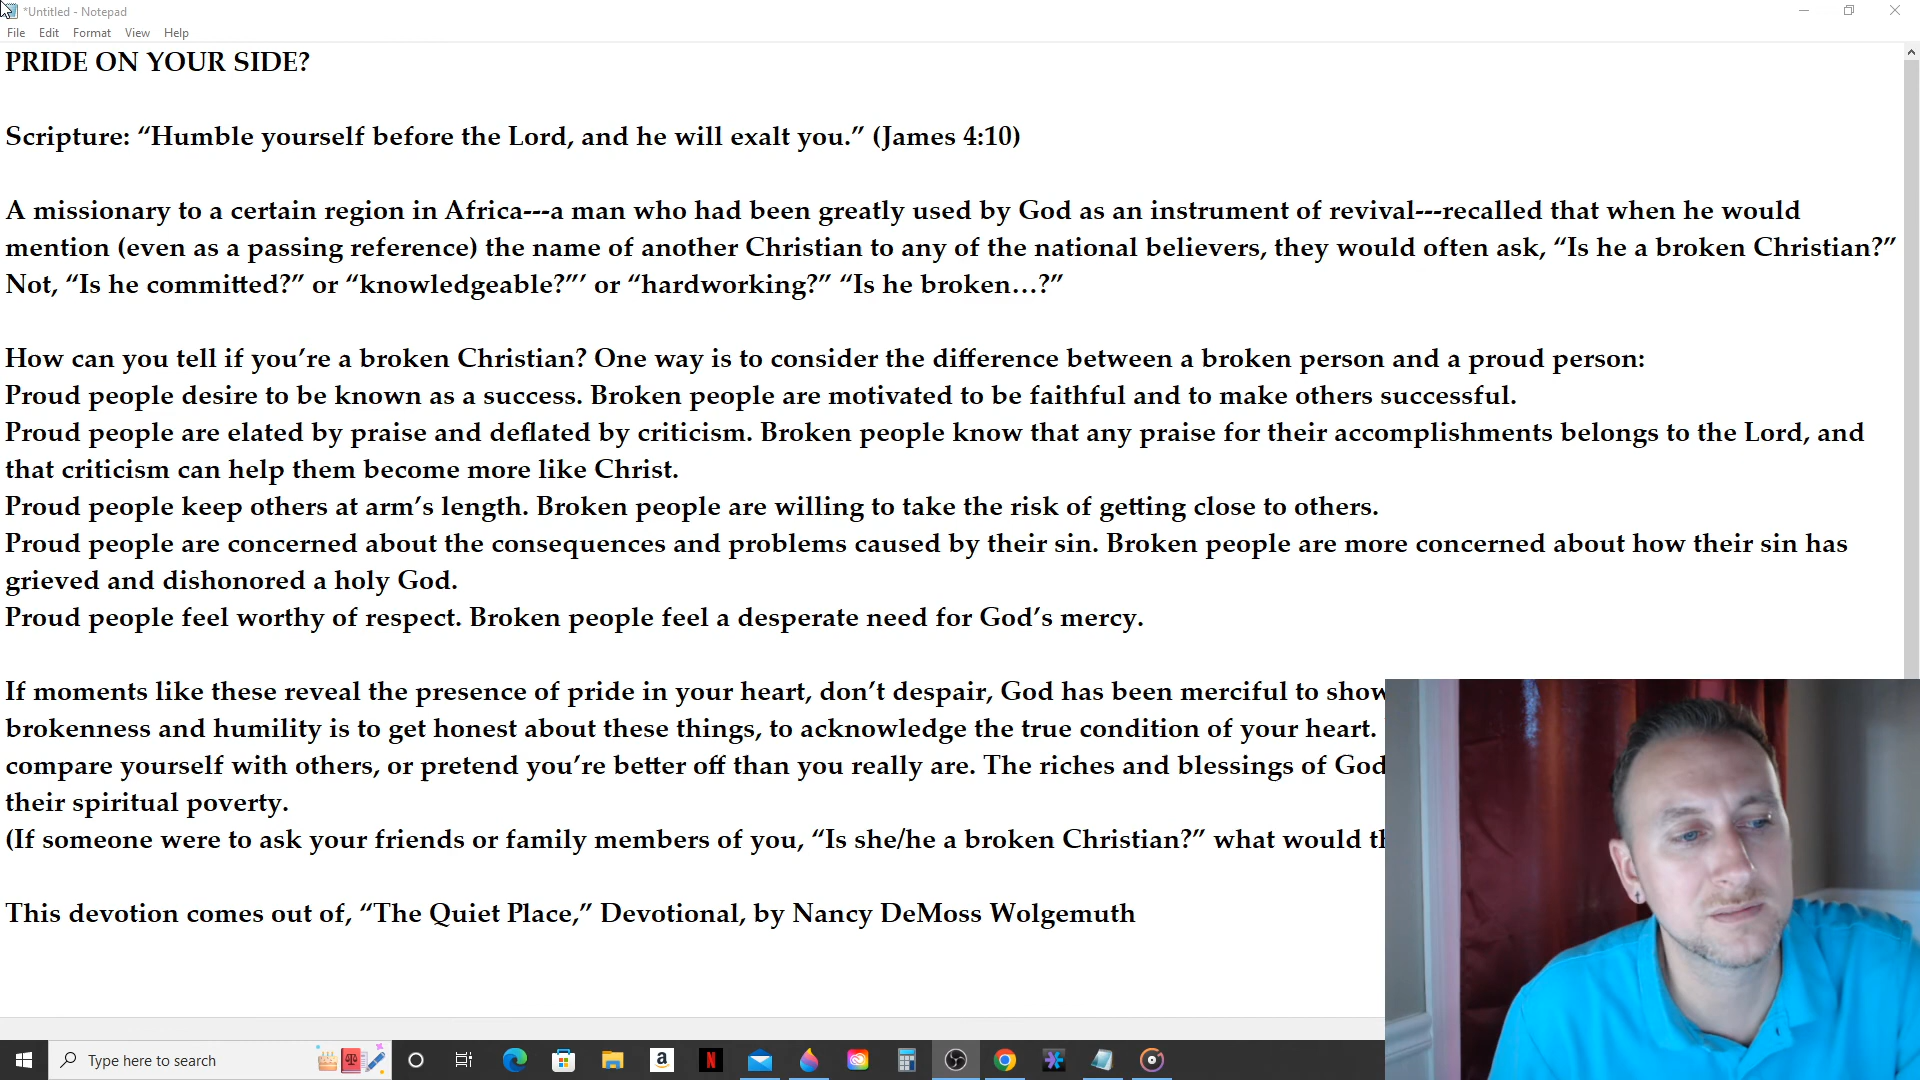 *Untitled - Notepad
File Edit Format View Help
PRIDE ON YOUR SIDE?
Scripture: “Humble yourself before the Lord, and he will exalt you.” (James 4:10)
A missionary to a certain region in Africa---a man who had been greatly used by God as an instrument of revival---recalled that when he would
mention (even as a passing reference) the name of another Christian to any of the national believers, they would often ask, “Is he a broken Christian?”
Not, “Is he committed?” or “knowledgeable?”’ or “hardworking?” “Is he broken…?”
How can you tell if you’re a broken Christian? One way is to consider the difference between a broken person and a proud person:
Proud people desire to be known as a success. Broken people are motivated to be faithful and to make others successful.
Proud people are elated by praise and deflated by criticism. Broken people know that any praise for their accomplishments belongs to the Lord, and
that criticism can help them become more like Christ.
Proud people keep others at arm’s length. Broken people are willing to take the risk of getting close to others.
Proud people are concerned about the consequences and problems caused by their sin. Broken people are more concerned about how their sin has
grieved and dishonored a holy God.
Proud people feel worthy of respect. Broken people feel a desperate need for God’s mercy.
If moments like these reveal the presence of pride in your heart, don’t despair, God has been merciful to show
brokenness and humility is to get honest about these things, to acknowledge the true condition of your heart.
compare yourself with others, or pretend you’re better off than you really are. The riches and blessings of God
their spiritual poverty.
(If someone were to ask your friends or family members of you, “Is she/he a broken Christian?” what would
This devotion comes out of, “The Quiet Place,” Devotional, by Nancy DeMoss Wolgemuth
Type here to search